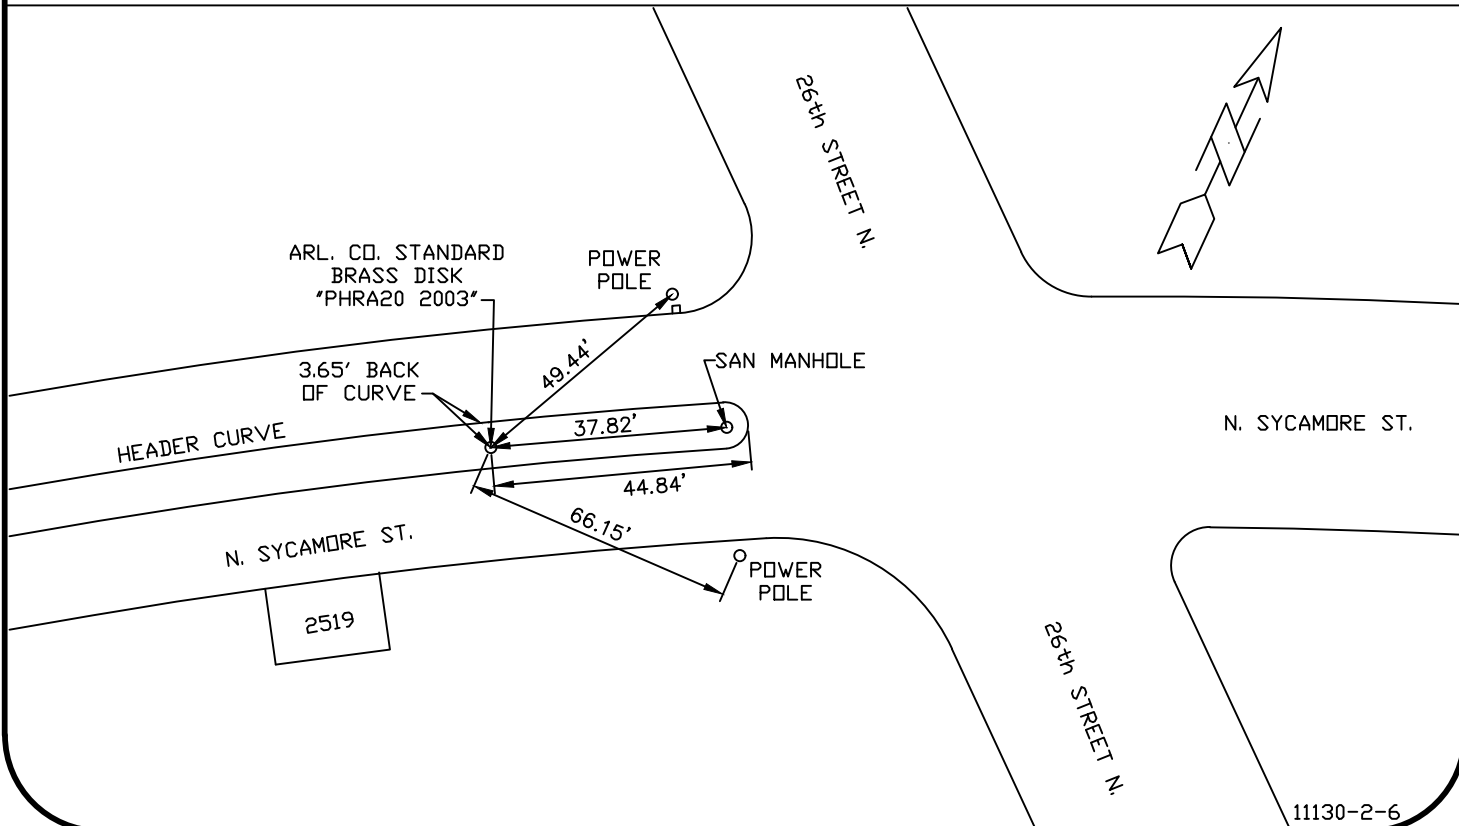 26th STREET N.
ARL. CO. STANDARD
BRASS DISK
"PHRA20 2003"
POWER
POLE
49.44'
SAN MANHOLE
3.65' BACK
OF CURVE
37.82'
HEADER CURVE
N. SYCAMORE ST.
44.84'
66.15'
N. SYCAMORE ST.
POWER
POLE
2519
26th STREET N.
11130-2-6